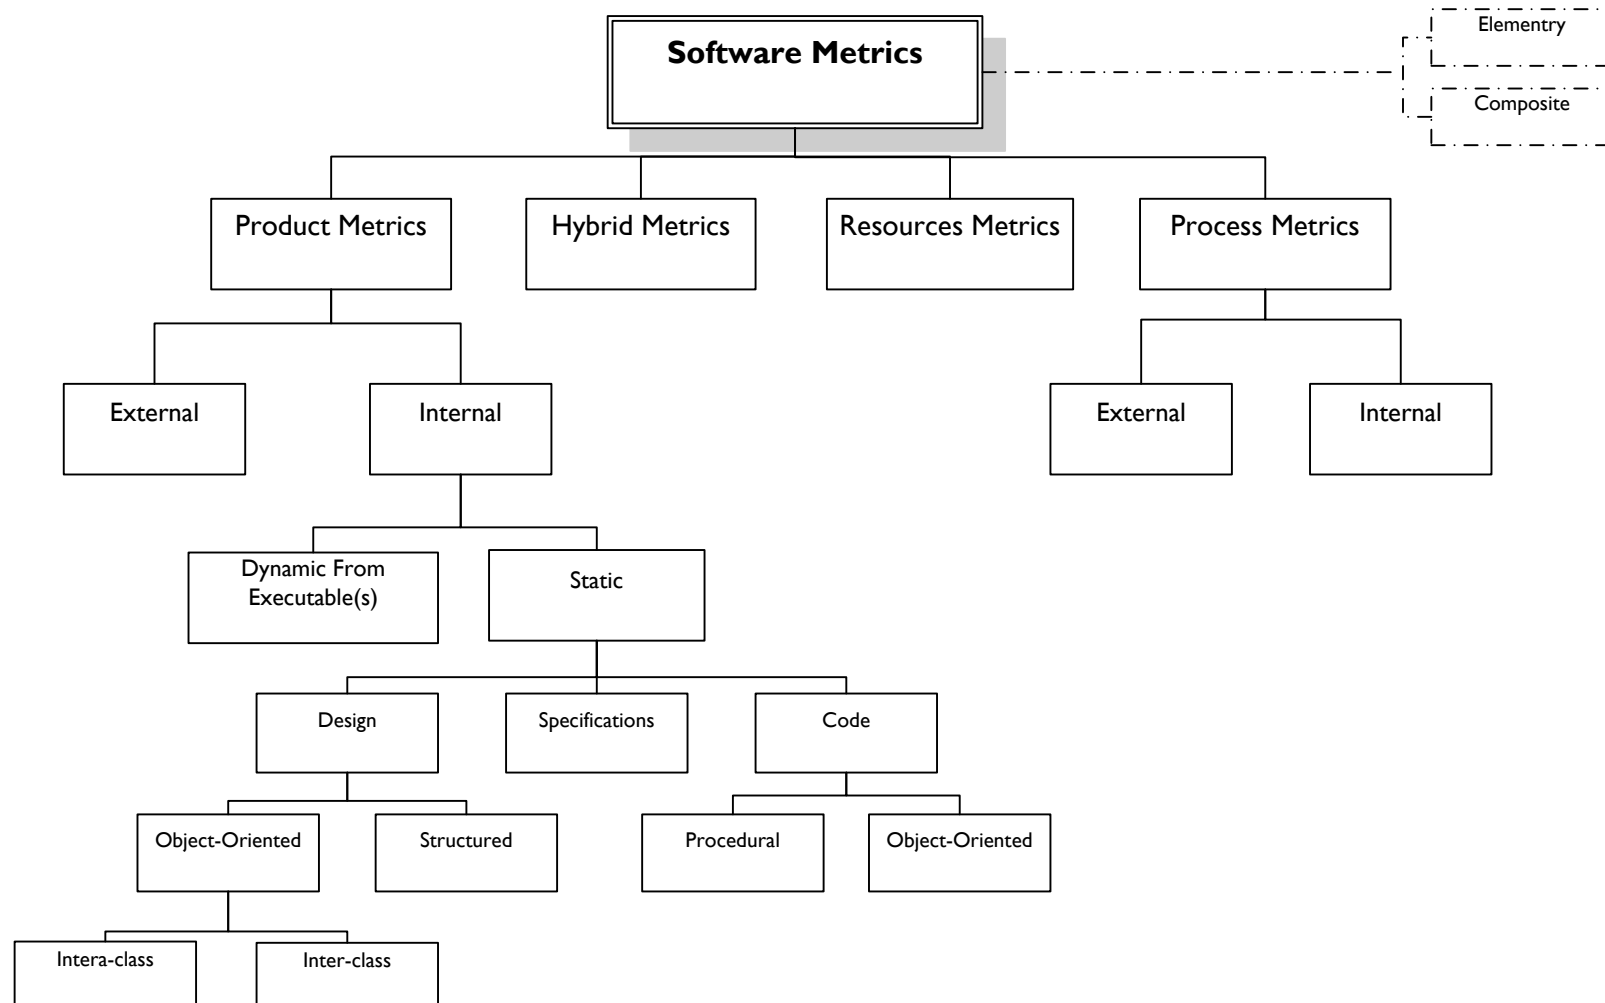 Software Metrics
Elementry
Composite
Product Metrics
Hybrid Metrics
Resources Metrics
Process Metrics
External
Internal
External
Internal
Dynamic From
Executable(s)
Static
Design
Specifications
Code
Object-Oriented
Structured
Procedural
Object-Oriented
Intera-class
Inter-class